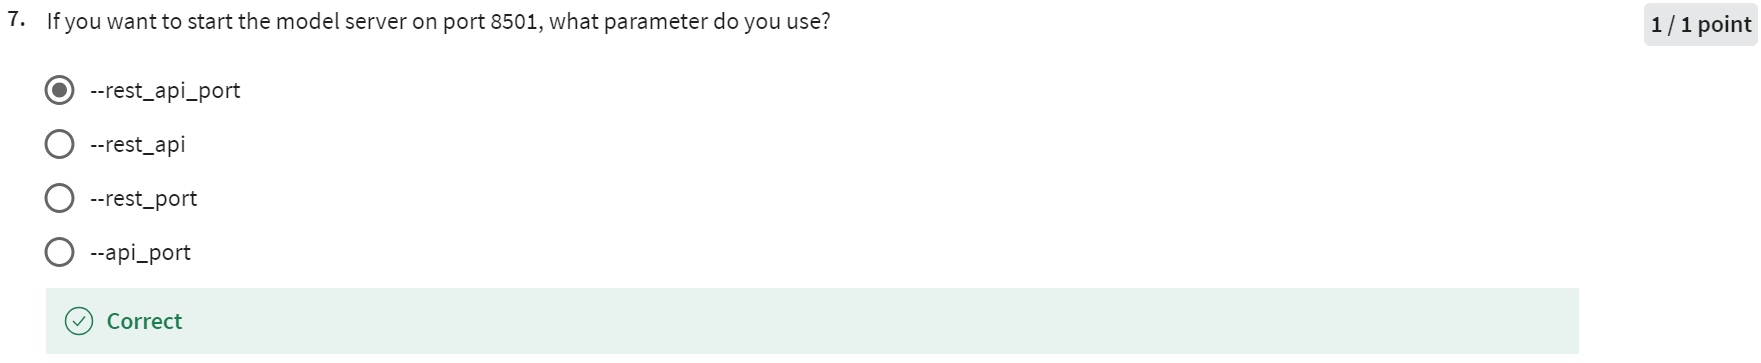 7. If you want to start the model server on port 8501, what parameter do you use?
1 / 1 point
--rest_api_port
--rest_api
--rest_port
--api_port
Correct